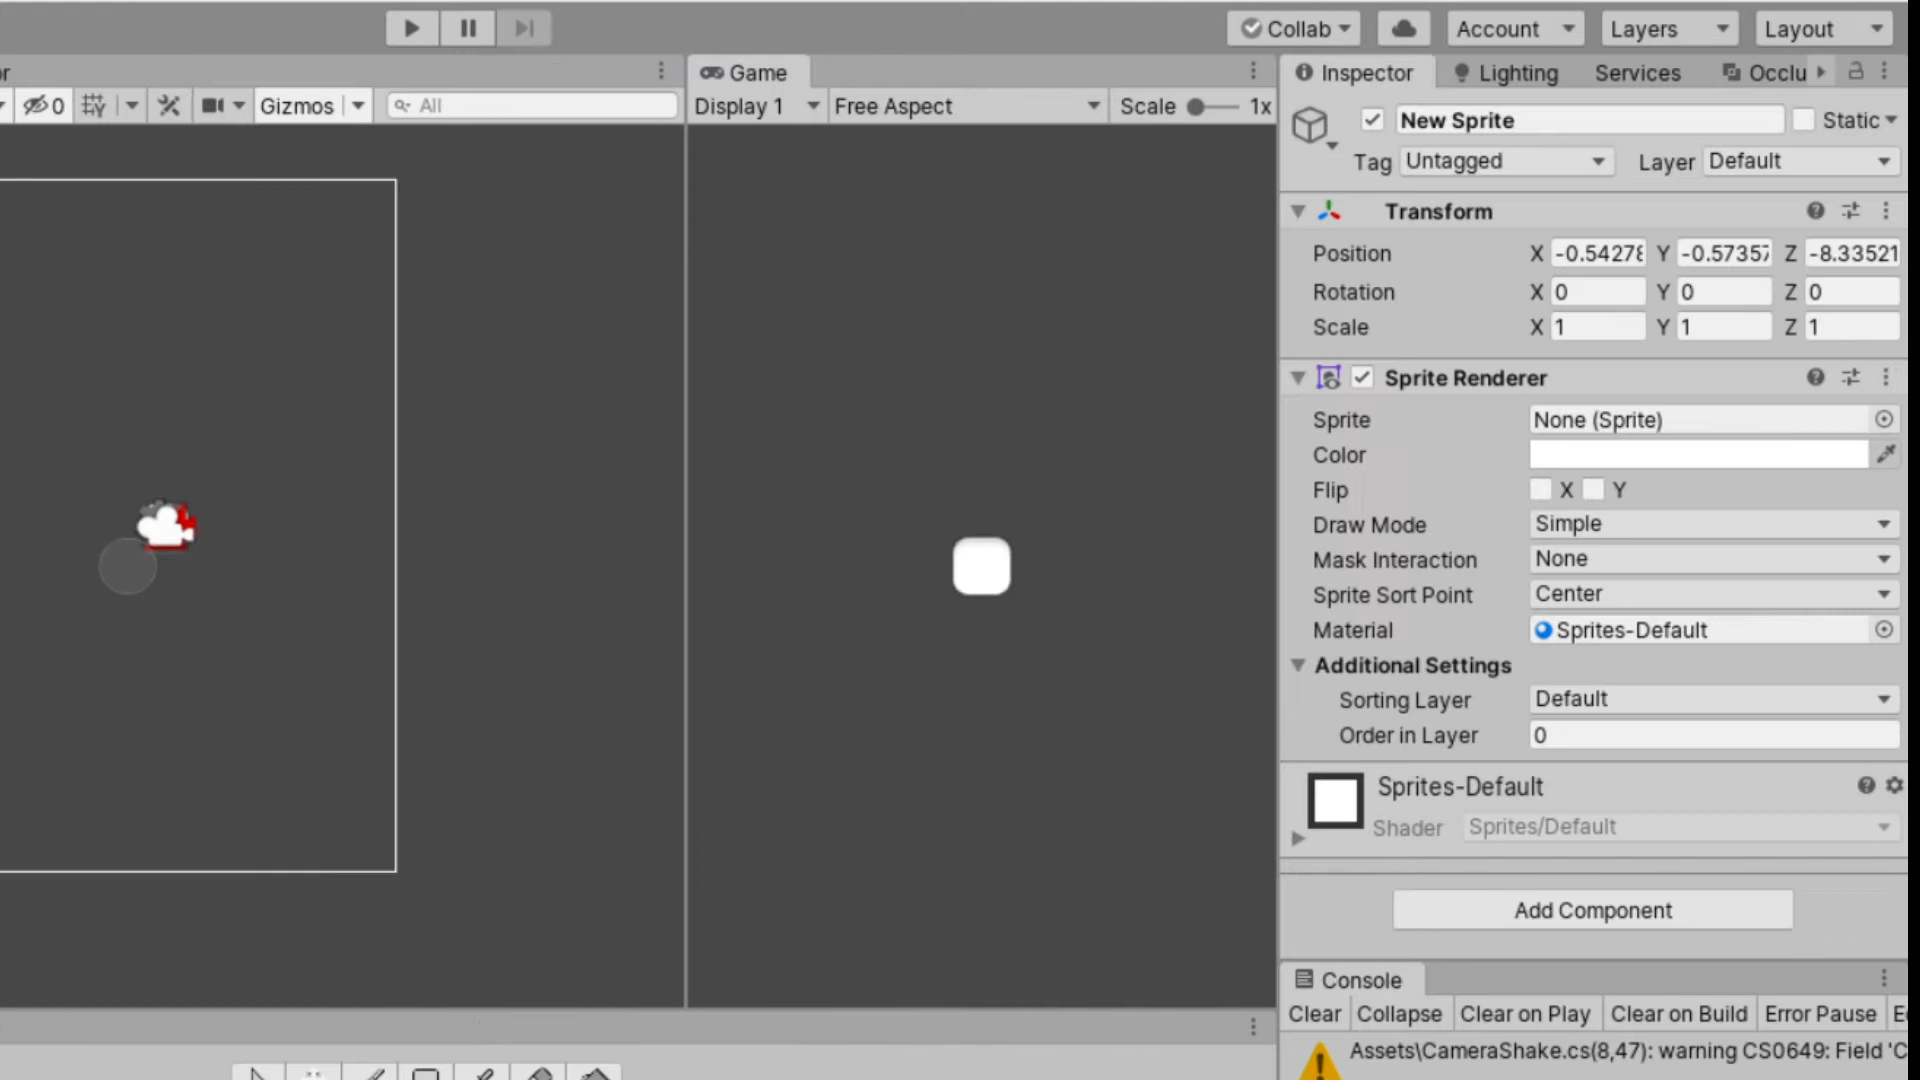 Collab
Account
Layers
Layout
r
Game
Inspector
Lighting
Services
Occlu
0
Gizmos
All
Display 1
Free Aspect
Scale
1x
New Sprite
Static
Tag Untagged
Layer Default
Transform
Position X -0.54278 Y -0.57357 Z -8.33521
Rotation X 0 Y 0 Z 0
Scale X 1 Y 1 Z 1
Sprite Renderer
Sprite None (Sprite)
Color
Flip X Y
Draw Mode Simple
Mask Interaction None
Sprite Sort Point Center
Material Sprites-Default
Additional Settings
Sorting Layer Default
Order in Layer 0
Sprites-Default
Shader Sprites/Default
Add Component
Console
Clear Collapse Clear on Play Clear on Build Error Pause E
Assets\CameraShake.cs(8,47): warning CS0649: Field 'C